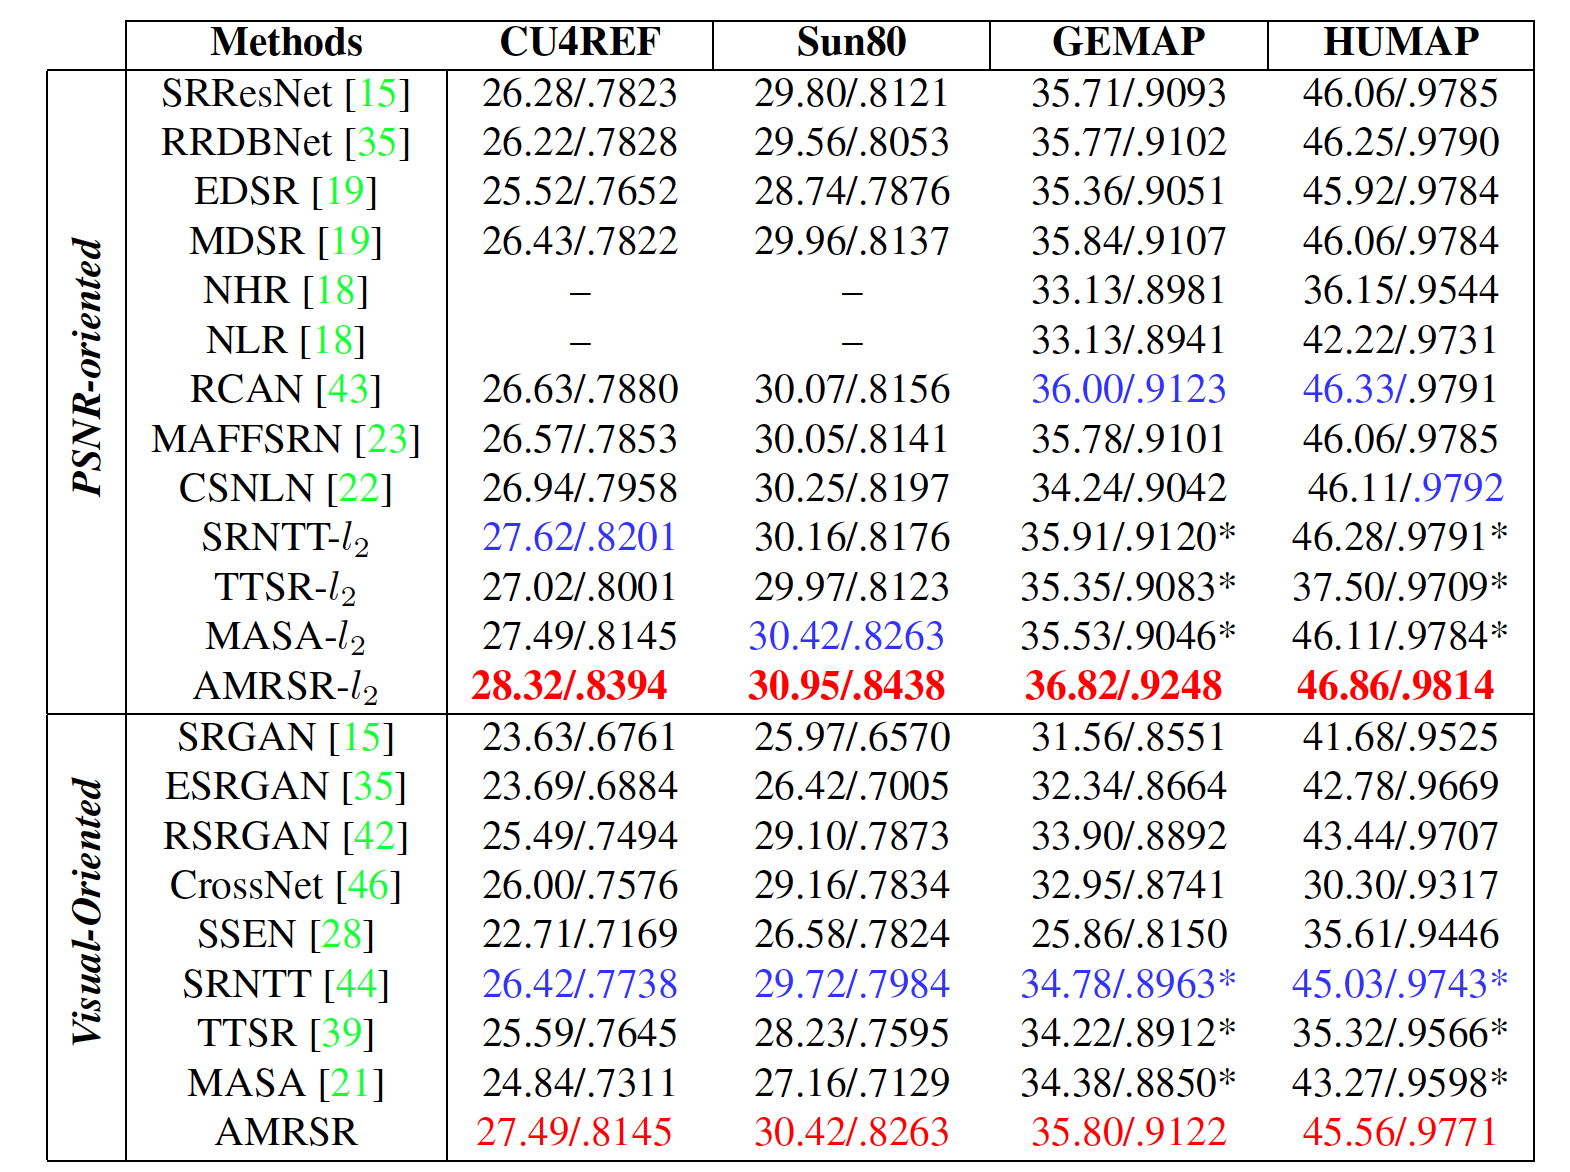 Methods CU4REF Sun80 GEMAP HUMAP
PSNR-oriented
SRResNet [15] 26.28/.7823 29.80/.8121 35.71/.9093 46.06/.9785
RRDBNet [35] 26.22/.7828 29.56/.8053 35.77/.9102 46.25/.9790
EDSR [19] 25.52/.7652 28.74/.7876 35.36/.9051 45.92/.9784
MDSR [19] 26.43/.7822 29.96/.8137 35.84/.9107 46.06/.9784
NHR [18] – – 33.13/.8981 36.15/.9544
NLR [18] – – 33.13/.8941 42.22/.9731
RCAN [43] 26.63/.7880 30.07/.8156 36.00/.9123 46.33/.9791
MAFFSRN [23] 26.57/.7853 30.05/.8141 35.78/.9101 46.06/.9785
CSNLN [22] 26.94/.7958 30.25/.8197 34.24/.9042 46.11/.9792
SRNTT-l2 27.62/.8201 30.16/.8176 35.91/.9120* 46.28/.9791*
TTSR-l2 27.02/.8001 29.97/.8123 35.35/.9083* 37.50/.9709*
MASA-l2 27.49/.8145 30.42/.8263 35.53/.9046* 46.11/.9784*
AMRSR-l2 28.32/.8394 30.95/.8438 36.82/.9248 46.86/.9814
Visual-Oriented
SRGAN [15] 23.63/.6761 25.97/.6570 31.56/.8551 41.68/.9525
ESRGAN [35] 23.69/.6884 26.42/.7005 32.34/.8664 42.78/.9669
RSRGAN [42] 25.49/.7494 29.10/.7873 33.90/.8892 43.44/.9707
CrossNet [46] 26.00/.7576 29.16/.7834 32.95/.8741 30.30/.9317
SSEN [28] 22.71/.7169 26.58/.7824 25.86/.8150 35.61/.9446
SRNTT [44] 26.42/.7738 29.72/.7984 34.78/.8963* 45.03/.9743*
TTSR [39] 25.59/.7645 28.23/.7595 34.22/.8912* 35.32/.9566*
MASA [21] 24.84/.7311 27.16/.7129 34.38/.8850* 43.27/.9598*
AMRSR 27.49/.8145 30.42/.8263 35.80/.9122 45.56/.9771